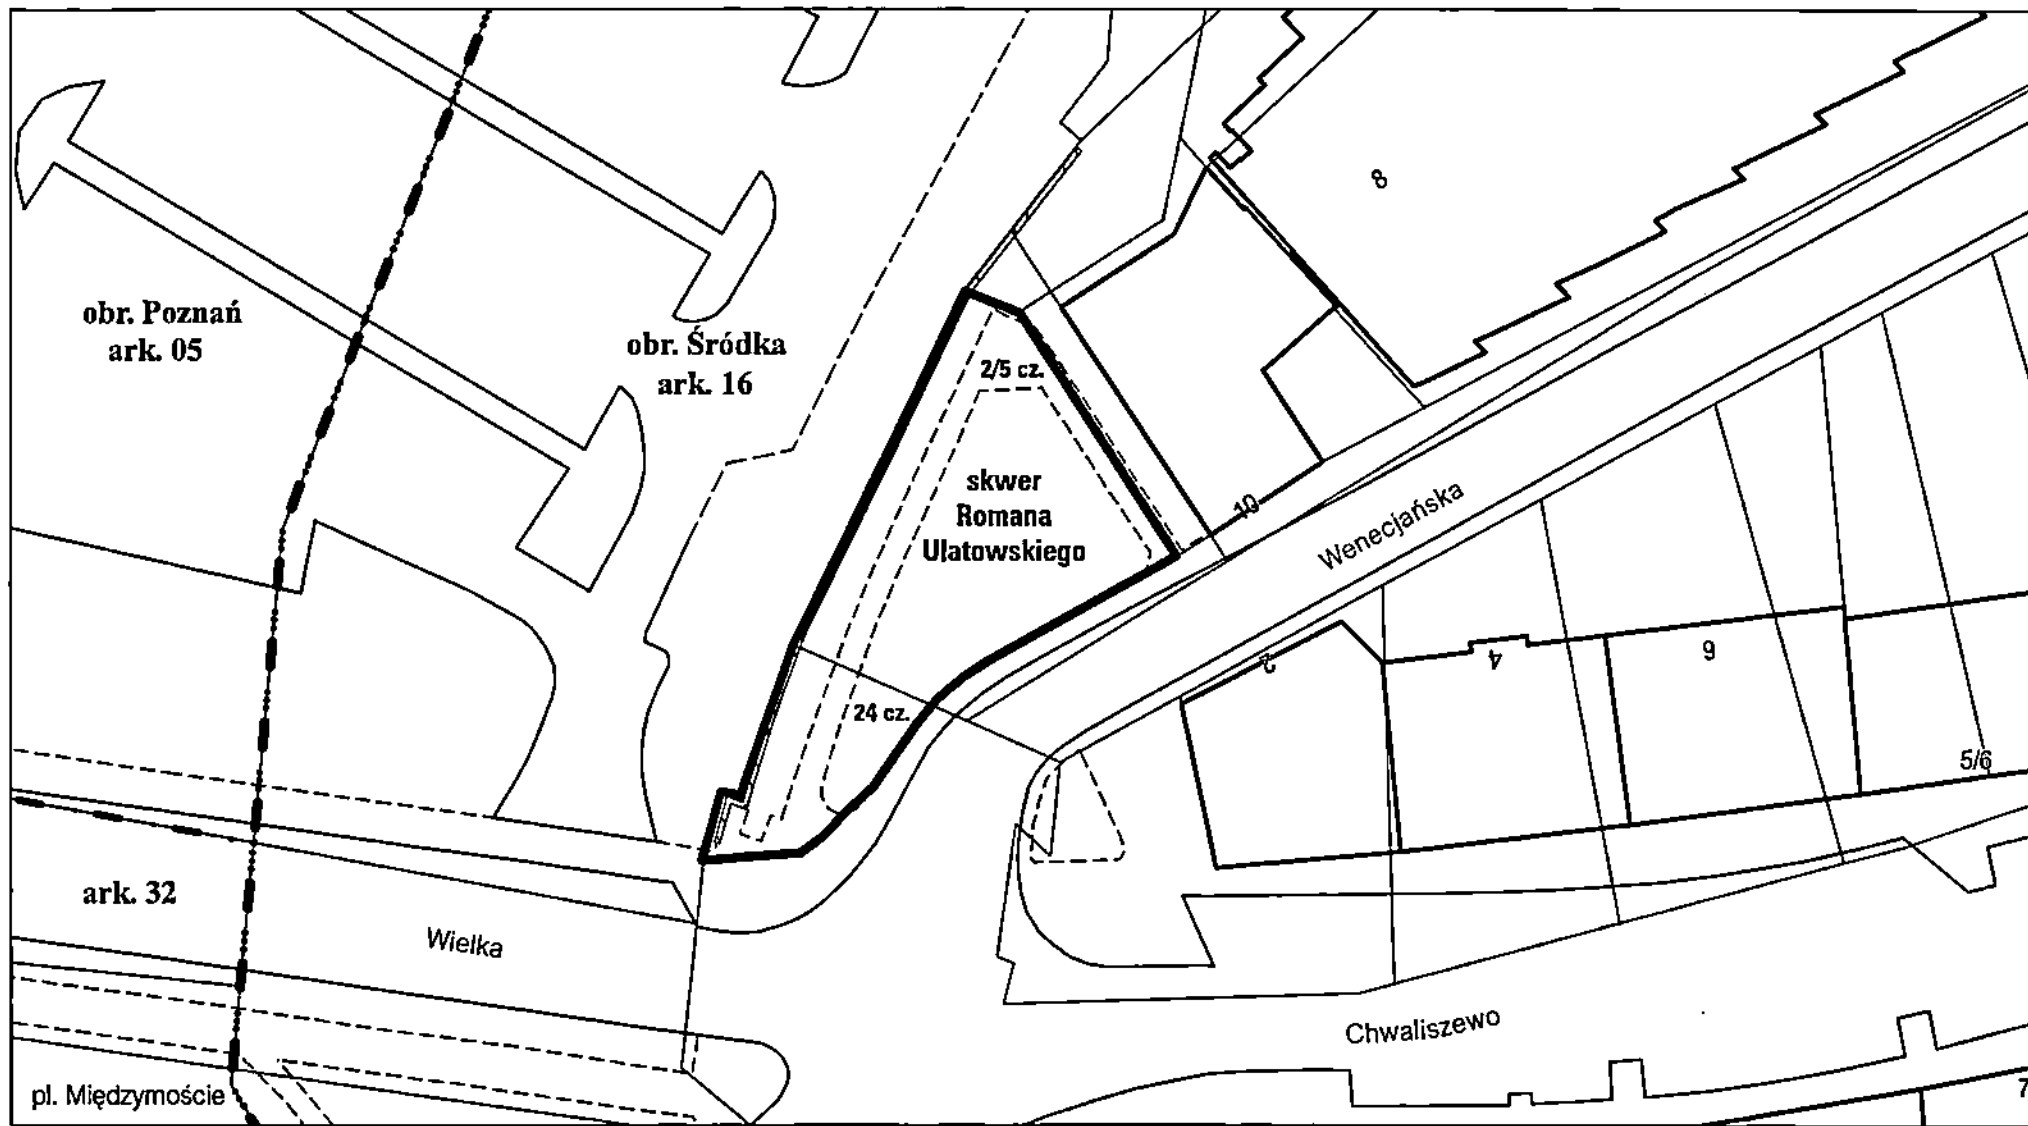 8
obr. Poznań
ark. 05
obr. Śródka
ark. 16
2/5 cz.
skwer
Romana
Ulatowskiego
10
Wenecjańska
2
4
6
24 cz.
5/6
ark. 32
Wielka
Chwaliszewo
pl. Międzymoście
7